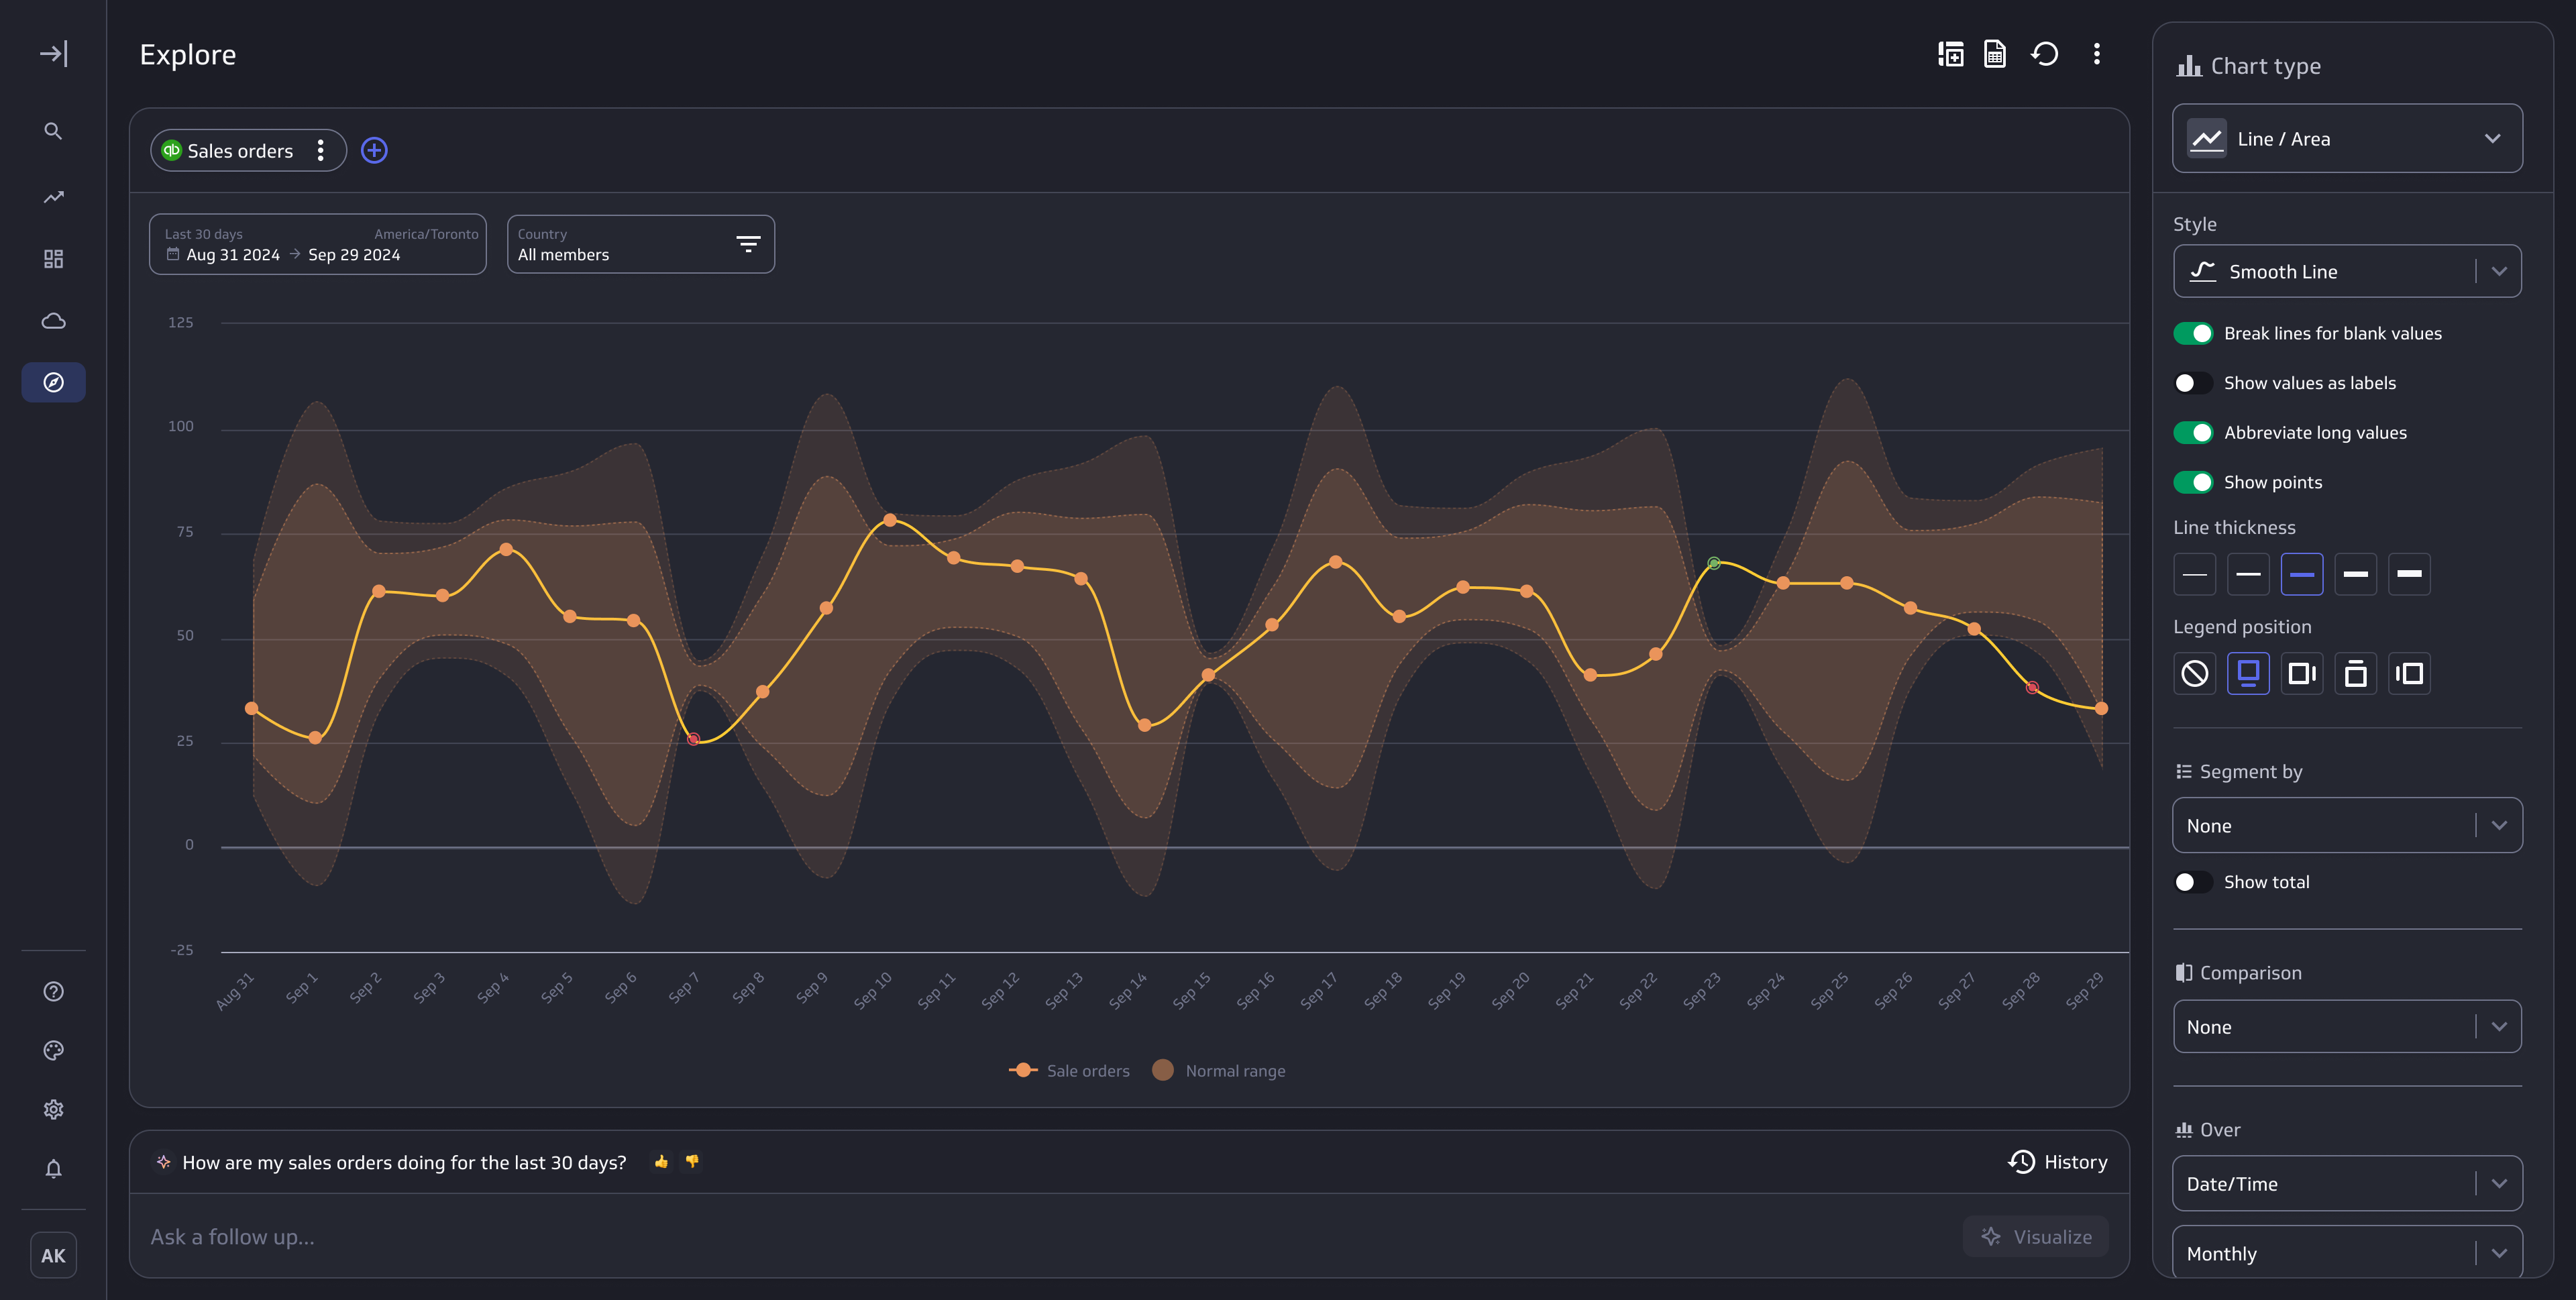 Explore
Chart type
qb Sales orders
Line / Area
Last 30 days America/Toronto
Aug 31 2024 → Sep 29 2024
Country
All members
Style
Smooth Line
Break lines for blank values
Show values as labels
Abbreviate long values
Show points
Line thickness
Legend position
Segment by
None
Show total
Comparison
None
Over
Date/Time
Monthly
125
100
75
50
25
0
-25
Aug 31 Sep 1 Sep 2 Sep 3 Sep 4 Sep 5 Sep 6 Sep 7 Sep 8 Sep 9 Sep 10 Sep 11 Sep 12 Sep 13 Sep 14 Sep 15 Sep 16 Sep 17 Sep 18 Sep 19 Sep 20 Sep 21 Sep 22 Sep 23 Sep 24 Sep 25 Sep 26 Sep 27 Sep 28 Sep 29
Sale orders Normal range
How are my sales orders doing for the last 30 days? 👍 👎 History
Ask a follow up... Visualize
AK